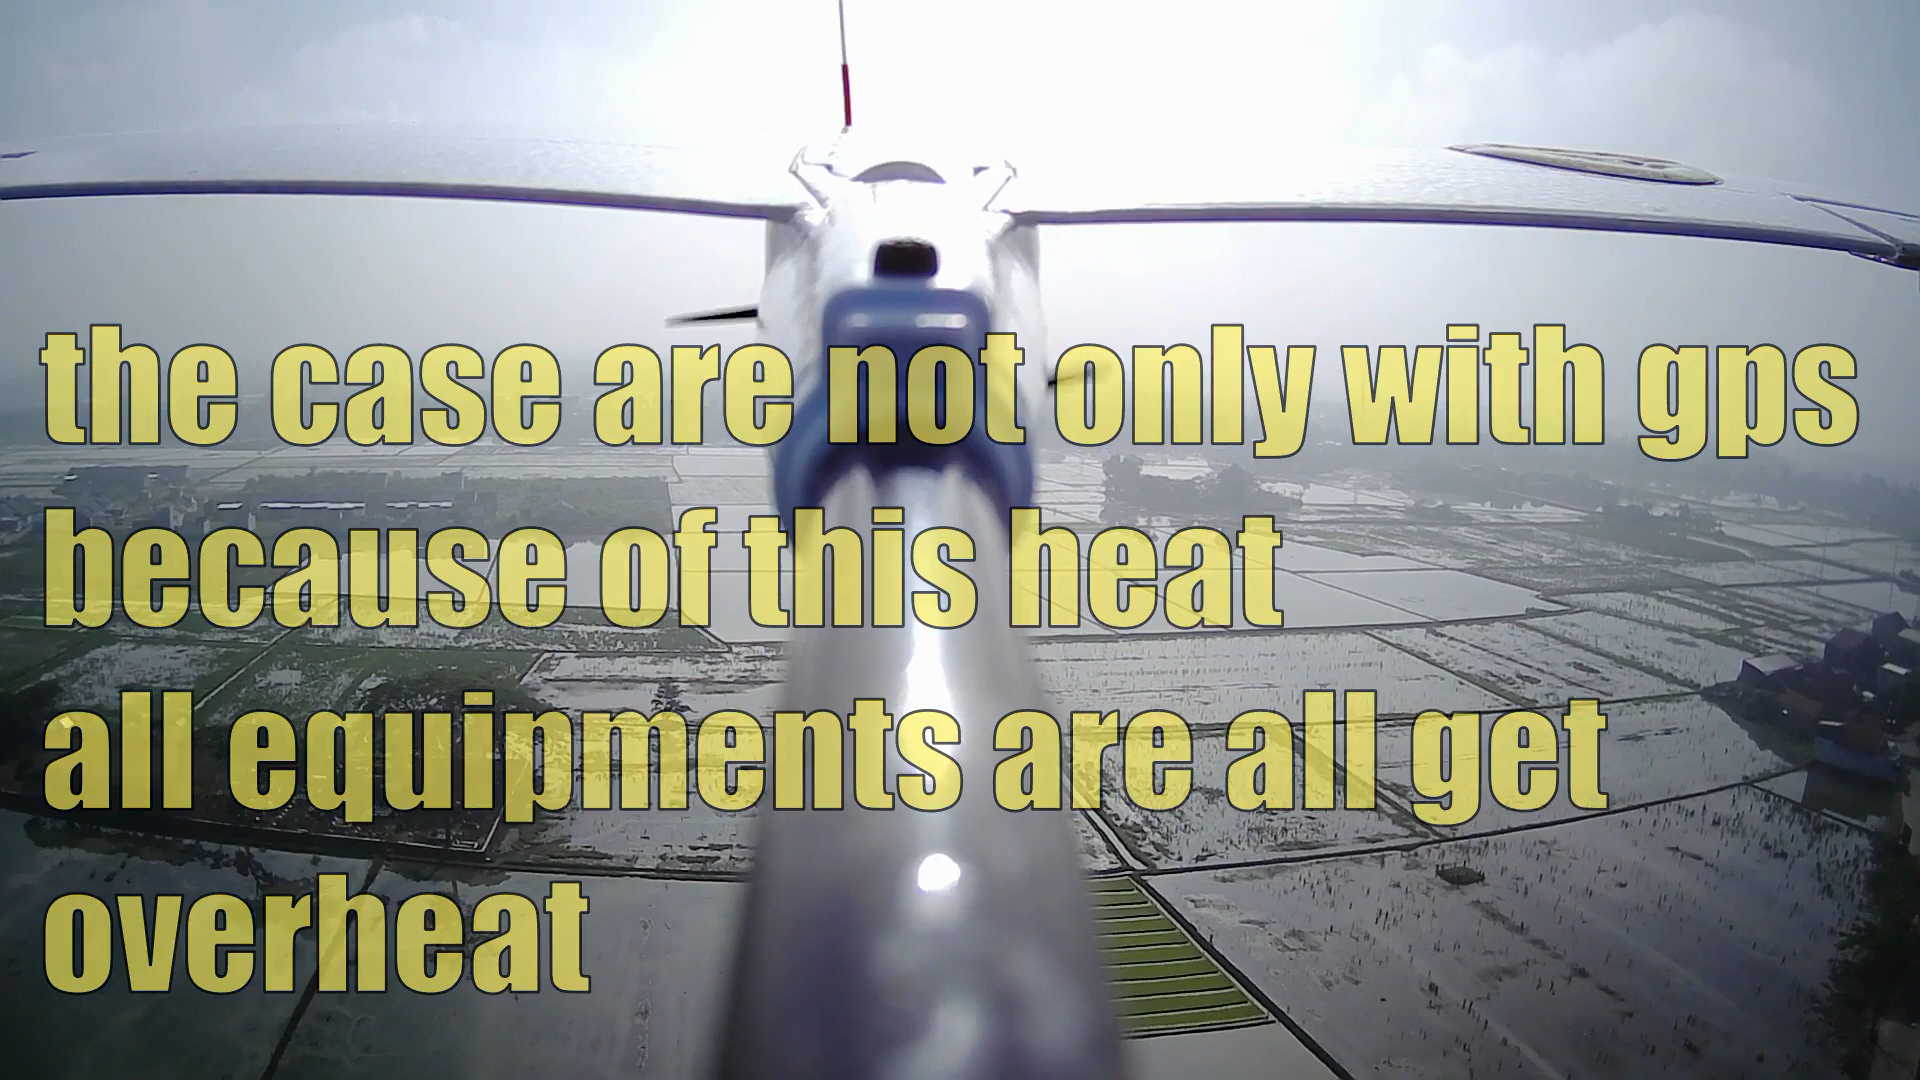 the case are not only with gps
because of this heat
all equipments are all get
overheat